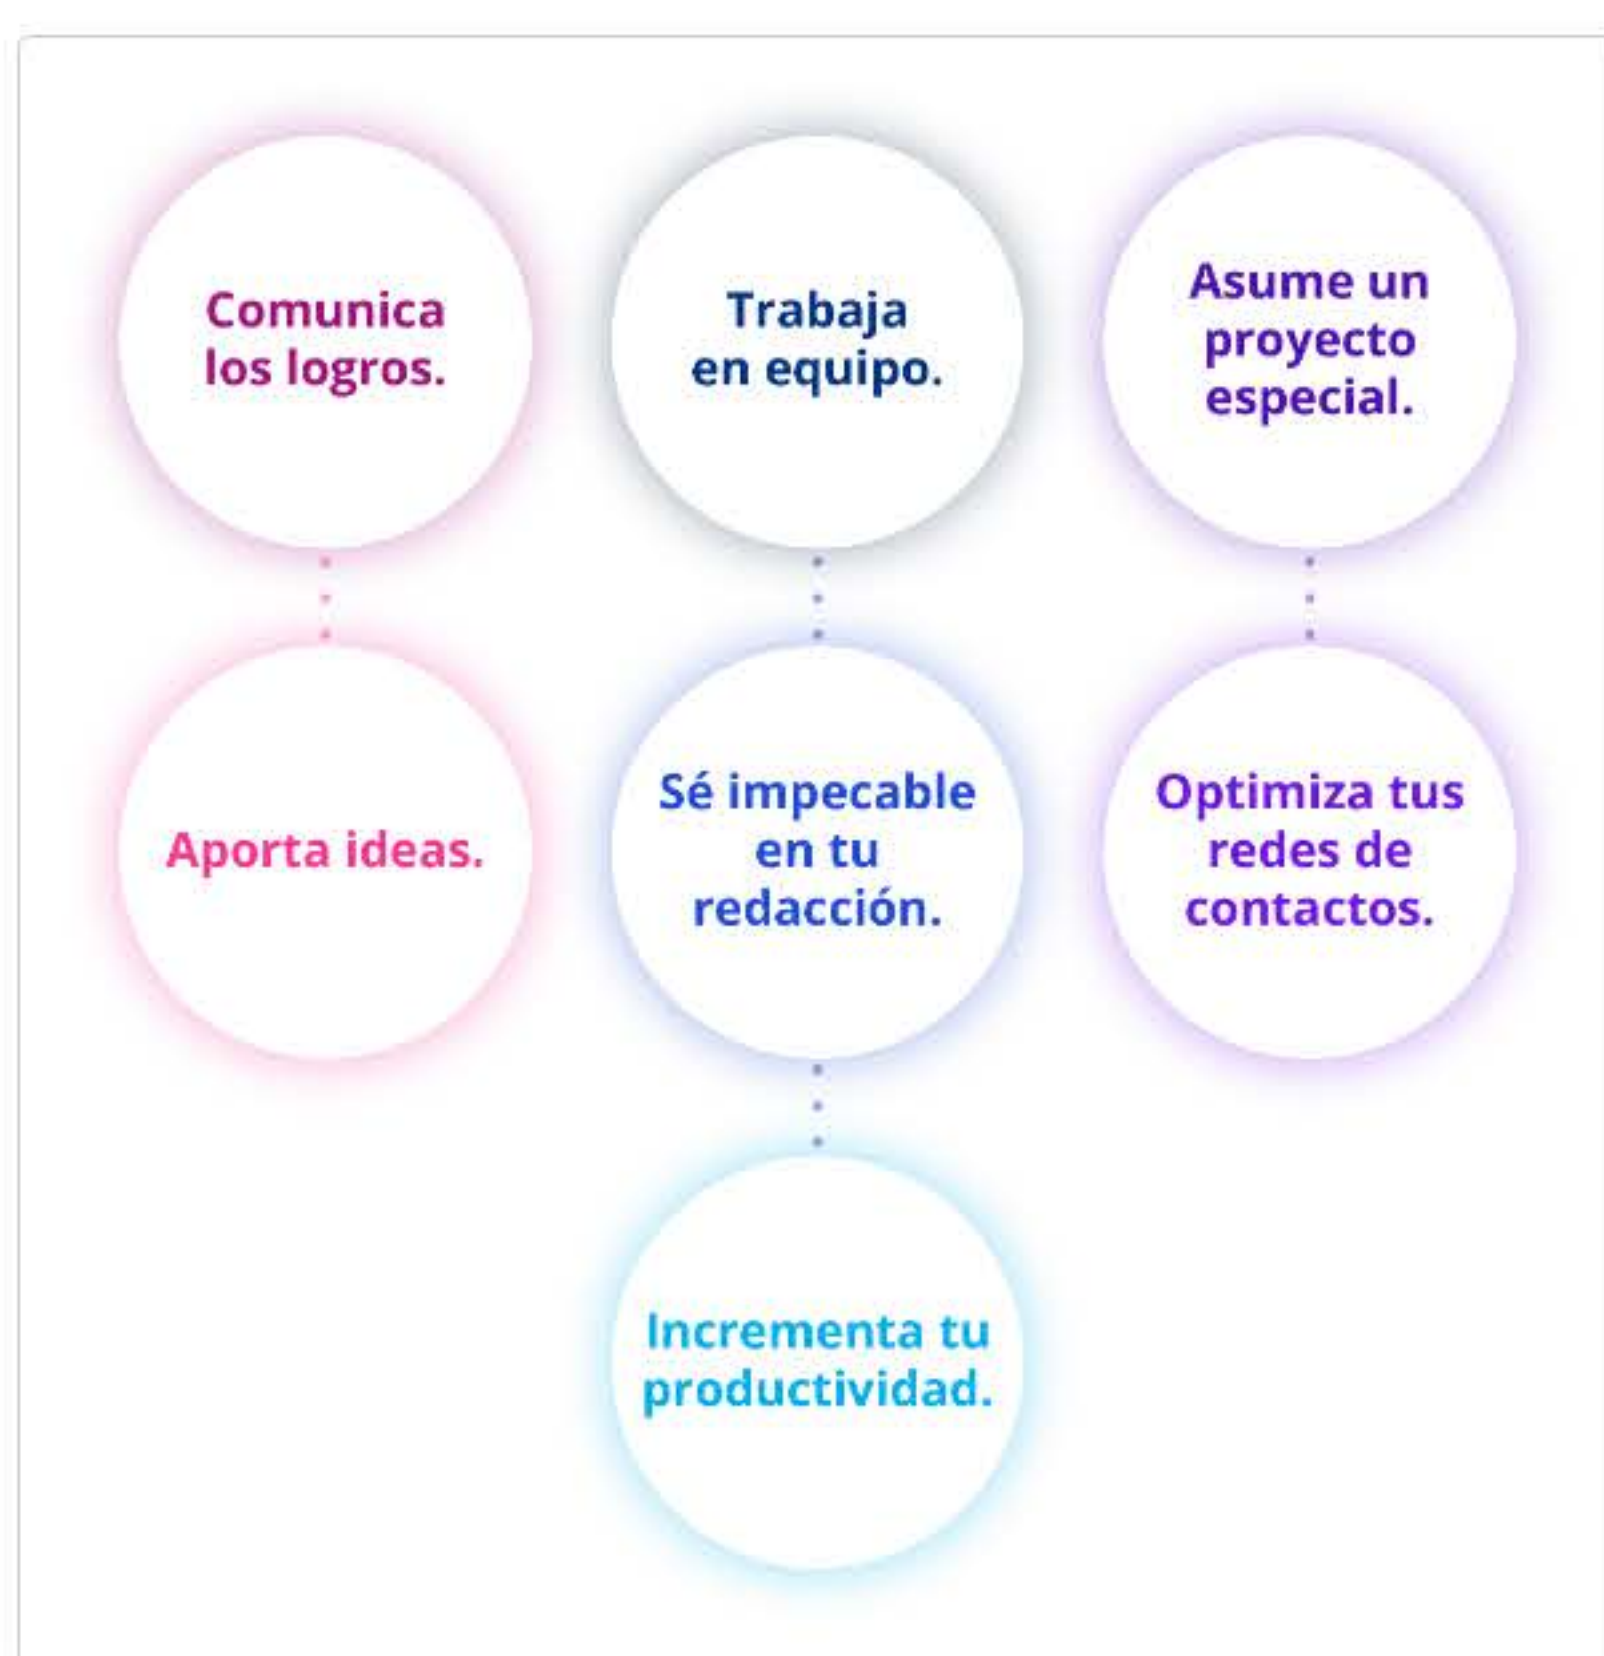 Comunica
los logros.
Trabaja
en equipo.
Asume un
proyecto
especial.
Aporta ideas.
Sé impecable
en tu
redacción.
Optimiza tus
redes de
contactos.
Incrementa tu
productividad.